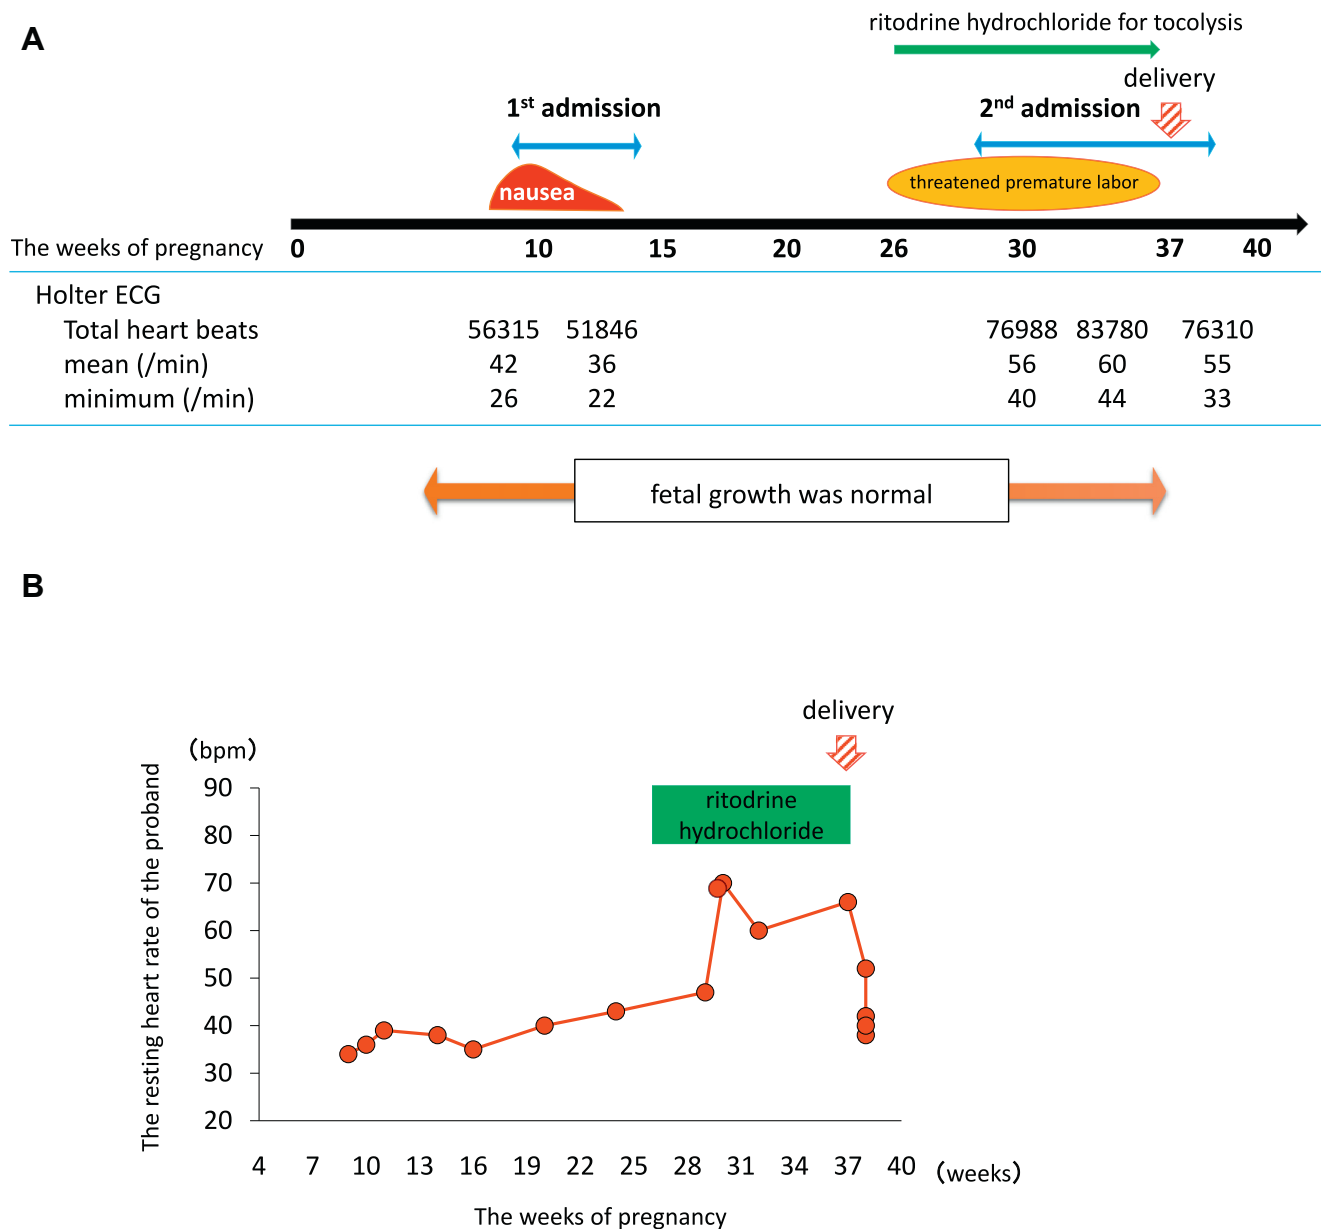 A
ritodrine hydrochloride for tocolysis
delivery
1st admission
2nd admission
nausea
threatened premature labor
The weeks of pregnancy 0 10 15 20 26 30 37 40
Holter ECG
Total heart beats 56315 51846 76988 83780 76310
mean (/min) 42 36 56 60 55
minimum (/min) 26 22 40 44 33
fetal growth was normal
B
delivery
(bpm)
ritodrine
hydrochloride
The resting heart rate of the proband
90
80
70
60
50
40
30
20
4 7 10 13 16 19 22 25 28 31 34 37 40 (weeks)
The weeks of pregnancy